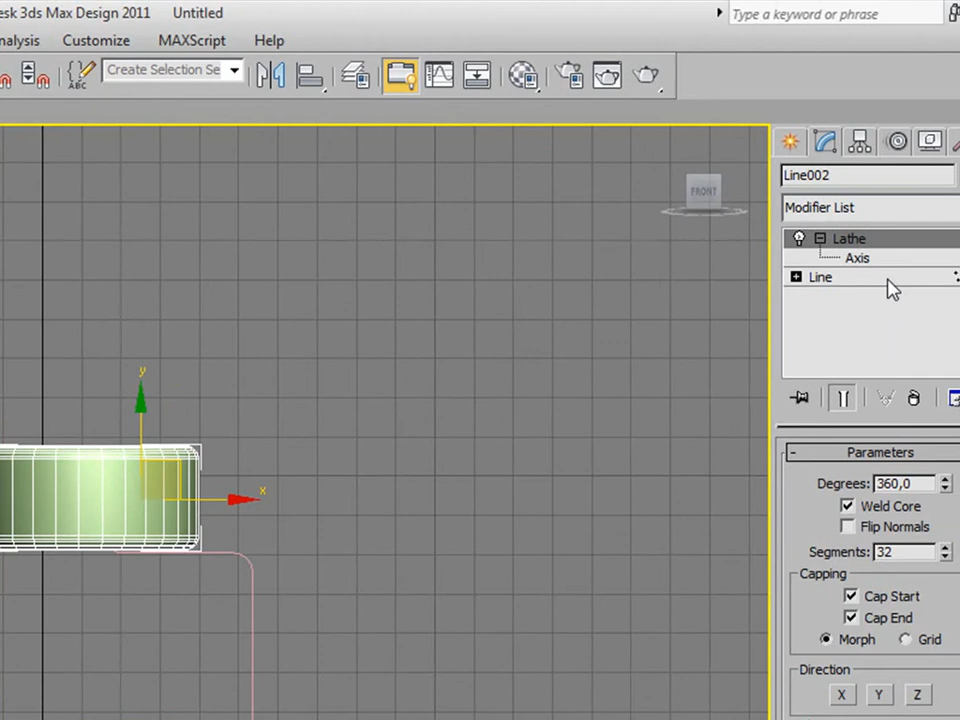 desk 3ds Max Design 2011 Untitled
Type a keyword or phrase
nalysis Customize MAXScript Help
ABC
Create Selection Se
FRONT
Line002
Modifier List
Lathe
Axis
Line
y
x
Parameters
Degrees: 360,0
Weld Core
Flip Normals
Segments: 32
Capping
Cap Start
Cap End
Morph Grid
Direction
X Y Z